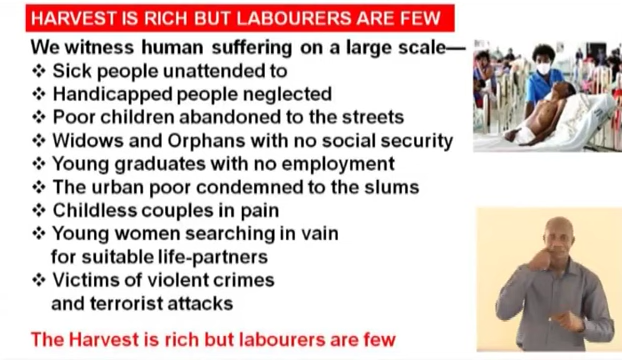 HARVEST IS RICH BUT LABOURERS ARE FEW
We witness human suffering on a large scale—
❖ Sick people unattended to
❖ Handicapped people neglected
❖ Poor children abandoned to the streets
❖ Widows and Orphans with no social security
❖ Young graduates with no employment
❖ The urban poor condemned to the slums
❖ Childless couples in pain
❖ Young women searching in vain
for suitable life-partners
❖ Victims of violent crimes
and terrorist attacks
The Harvest is rich but labourers are few